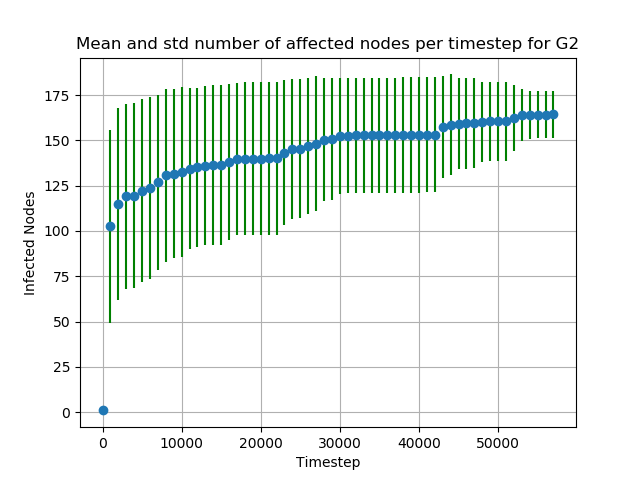 Mean and std number of affected nodes per timestep for G2
175
150
125
100
75
50
25
0
Infected Nodes
0 10000 20000 30000 40000 50000
Timestep